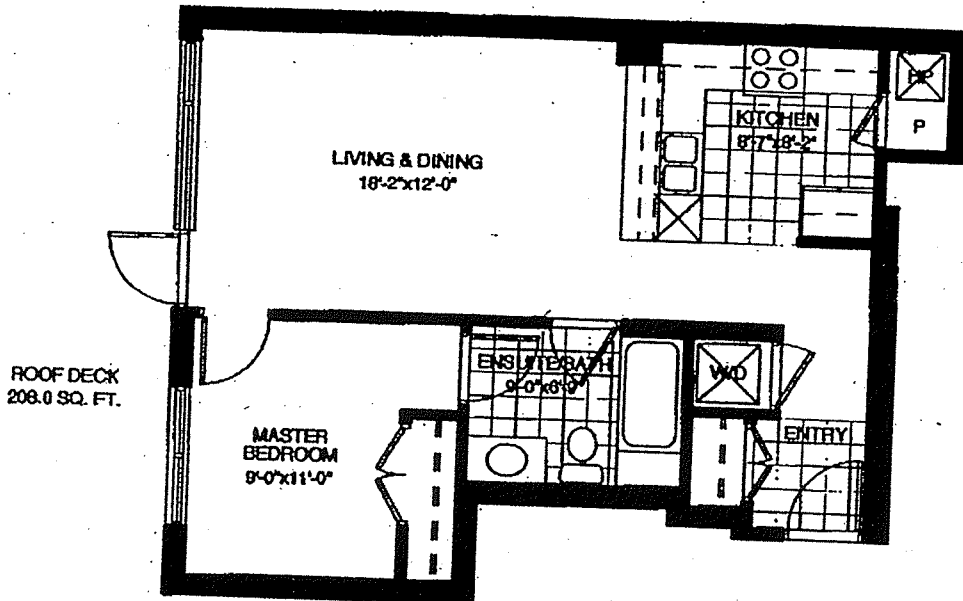 LIVING & DINING
18'-2"x12'-0"
KITCHEN
8'-7"x8'-2"
P
ROOF DECK
208.0 SQ. FT.
ENSUITE/BATH
9'-0"x6'-9"
W/D
MASTER
BEDROOM
9'-0"x11'-0"
ENTRY